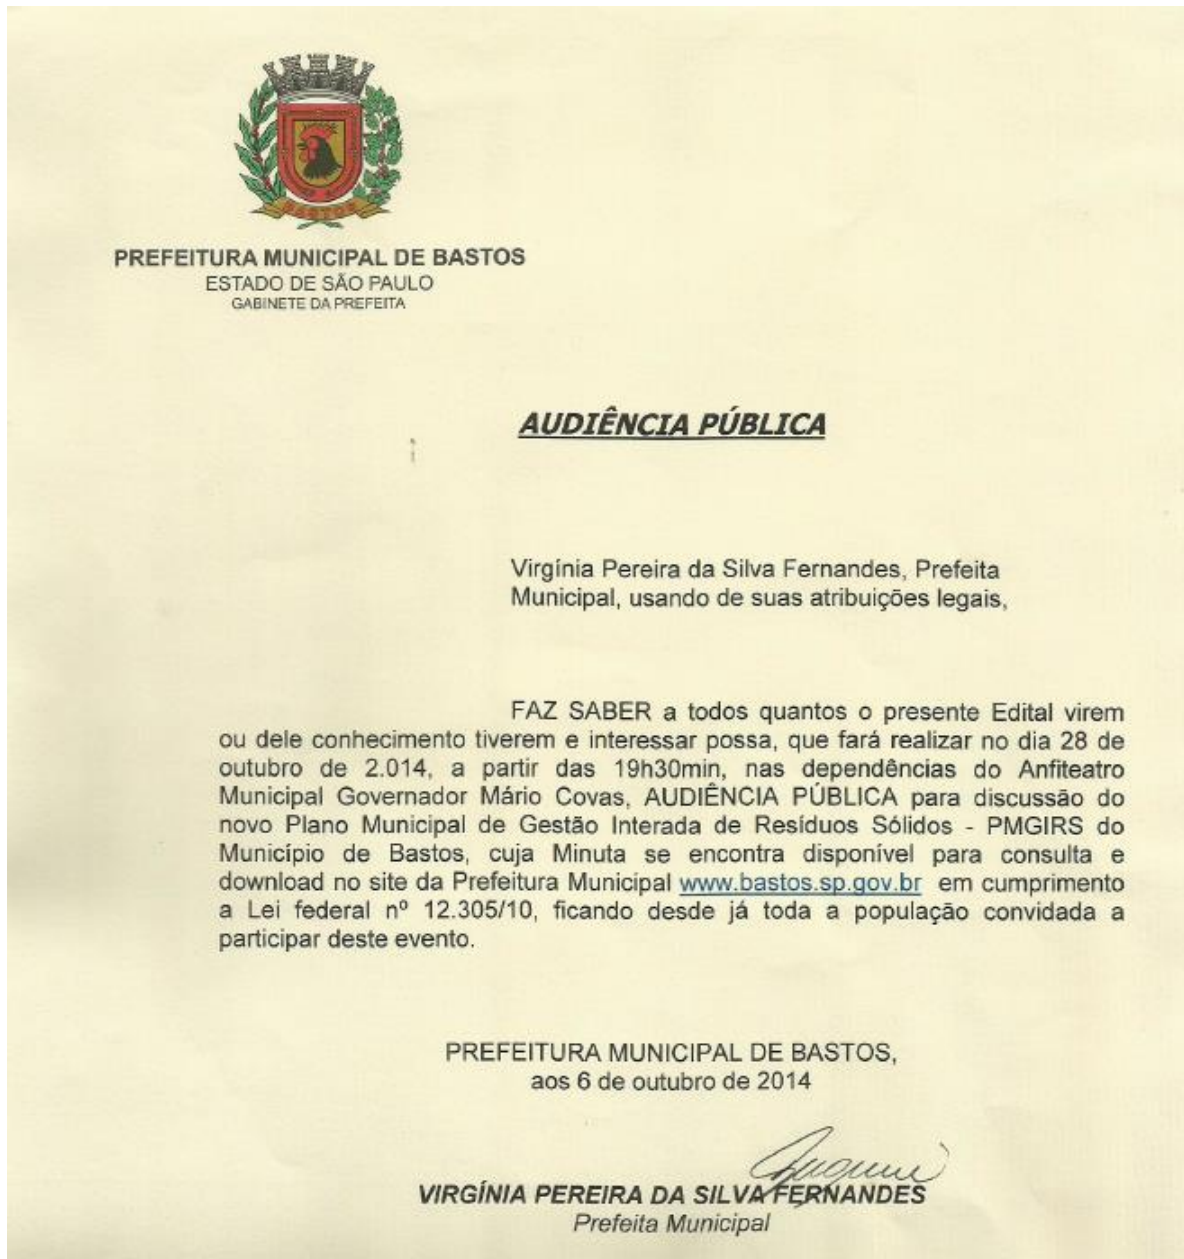 BASTOS
PREFEITURA MUNICIPAL DE BASTOS
ESTADO DE SÃO PAULO
GABINETE DA PREFEITA
AUDIÊNCIA PÚBLICA
Virgínia Pereira da Silva Fernandes, Prefeita
Municipal, usando de suas atribuições legais,
FAZ SABER a todos quantos o presente Edital virem
ou dele conhecimento tiverem e interessar possa, que fará realizar no dia 28 de
outubro de 2.014, a partir das 19h30min, nas dependências do Anfiteatro
Municipal Governador Mário Covas, AUDIÊNCIA PÚBLICA para discussão do
novo Plano Municipal de Gestão Interada de Resíduos Sólidos - PMGIRS do
Município de Bastos, cuja Minuta se encontra disponível para consulta e
download no site da Prefeitura Municipal www.bastos.sp.gov.br em cumprimento
a Lei federal nº 12.305/10, ficando desde já toda a população convidada a
participar deste evento.
PREFEITURA MUNICIPAL DE BASTOS,
aos 6 de outubro de 2014
VIRGÍNIA PEREIRA DA SILVA FERNANDES
Prefeita Municipal